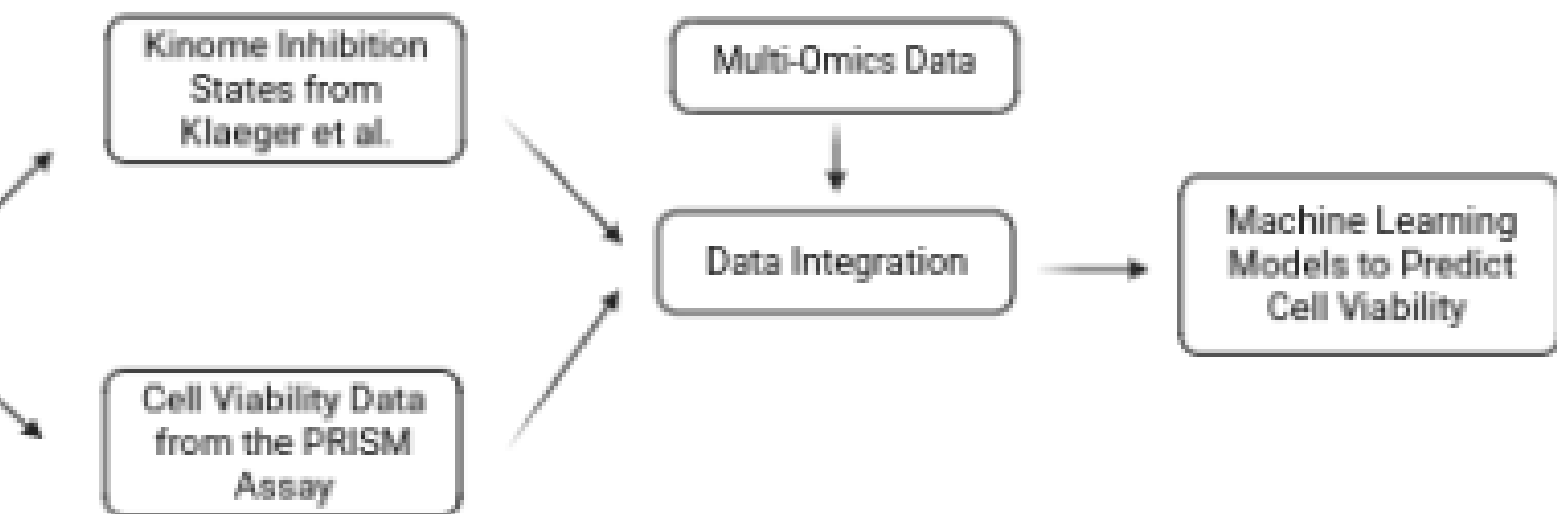 Kinome Inhibition
States from
Klaeger et al.
Multi-Omics Data
Cell Viability Data
from the PRISM
Assay
Data Integration
Machine Learning
Models to Predict
Cell Viability